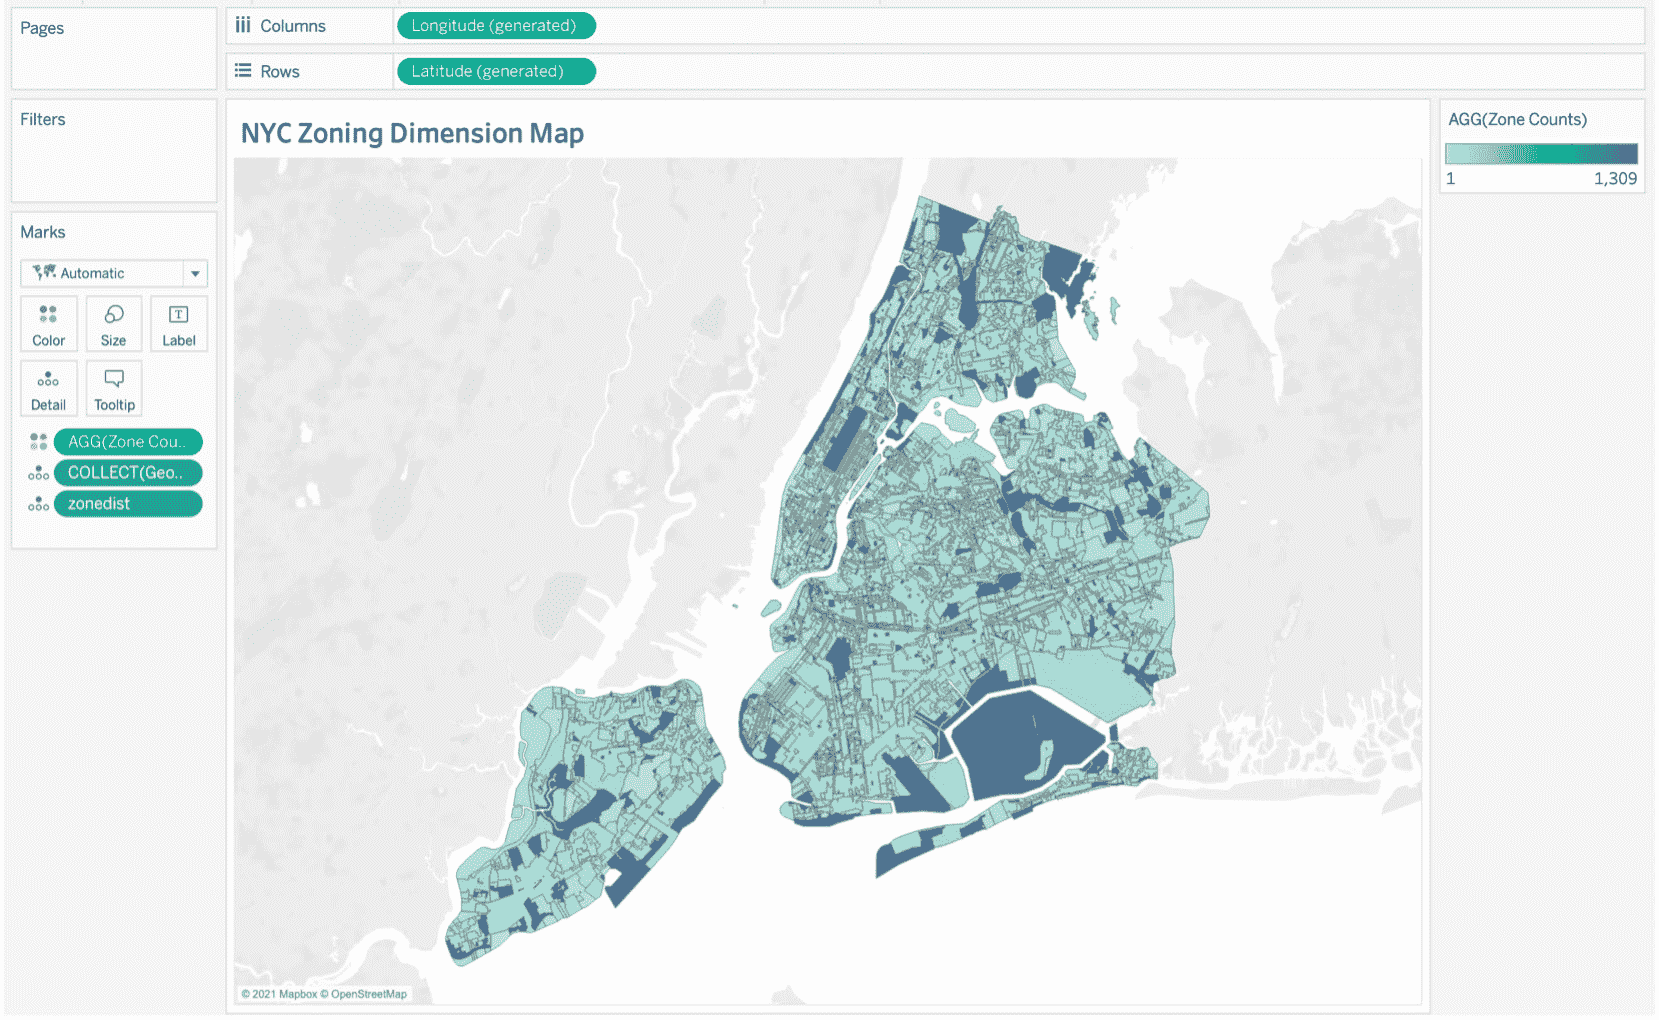 Pages
Columns
Longitude (generated)
Rows
Latitude (generated)
Filters
NYC Zoning Dimension Map
AGG(Zone Counts)
1
1,309
Marks
Automatic
Color
Size
T
Label
Detail
Tooltip
AGG(Zone Cou..
COLLECT(Geo..
zonedist
© 2021 Mapbox © OpenStreetMap